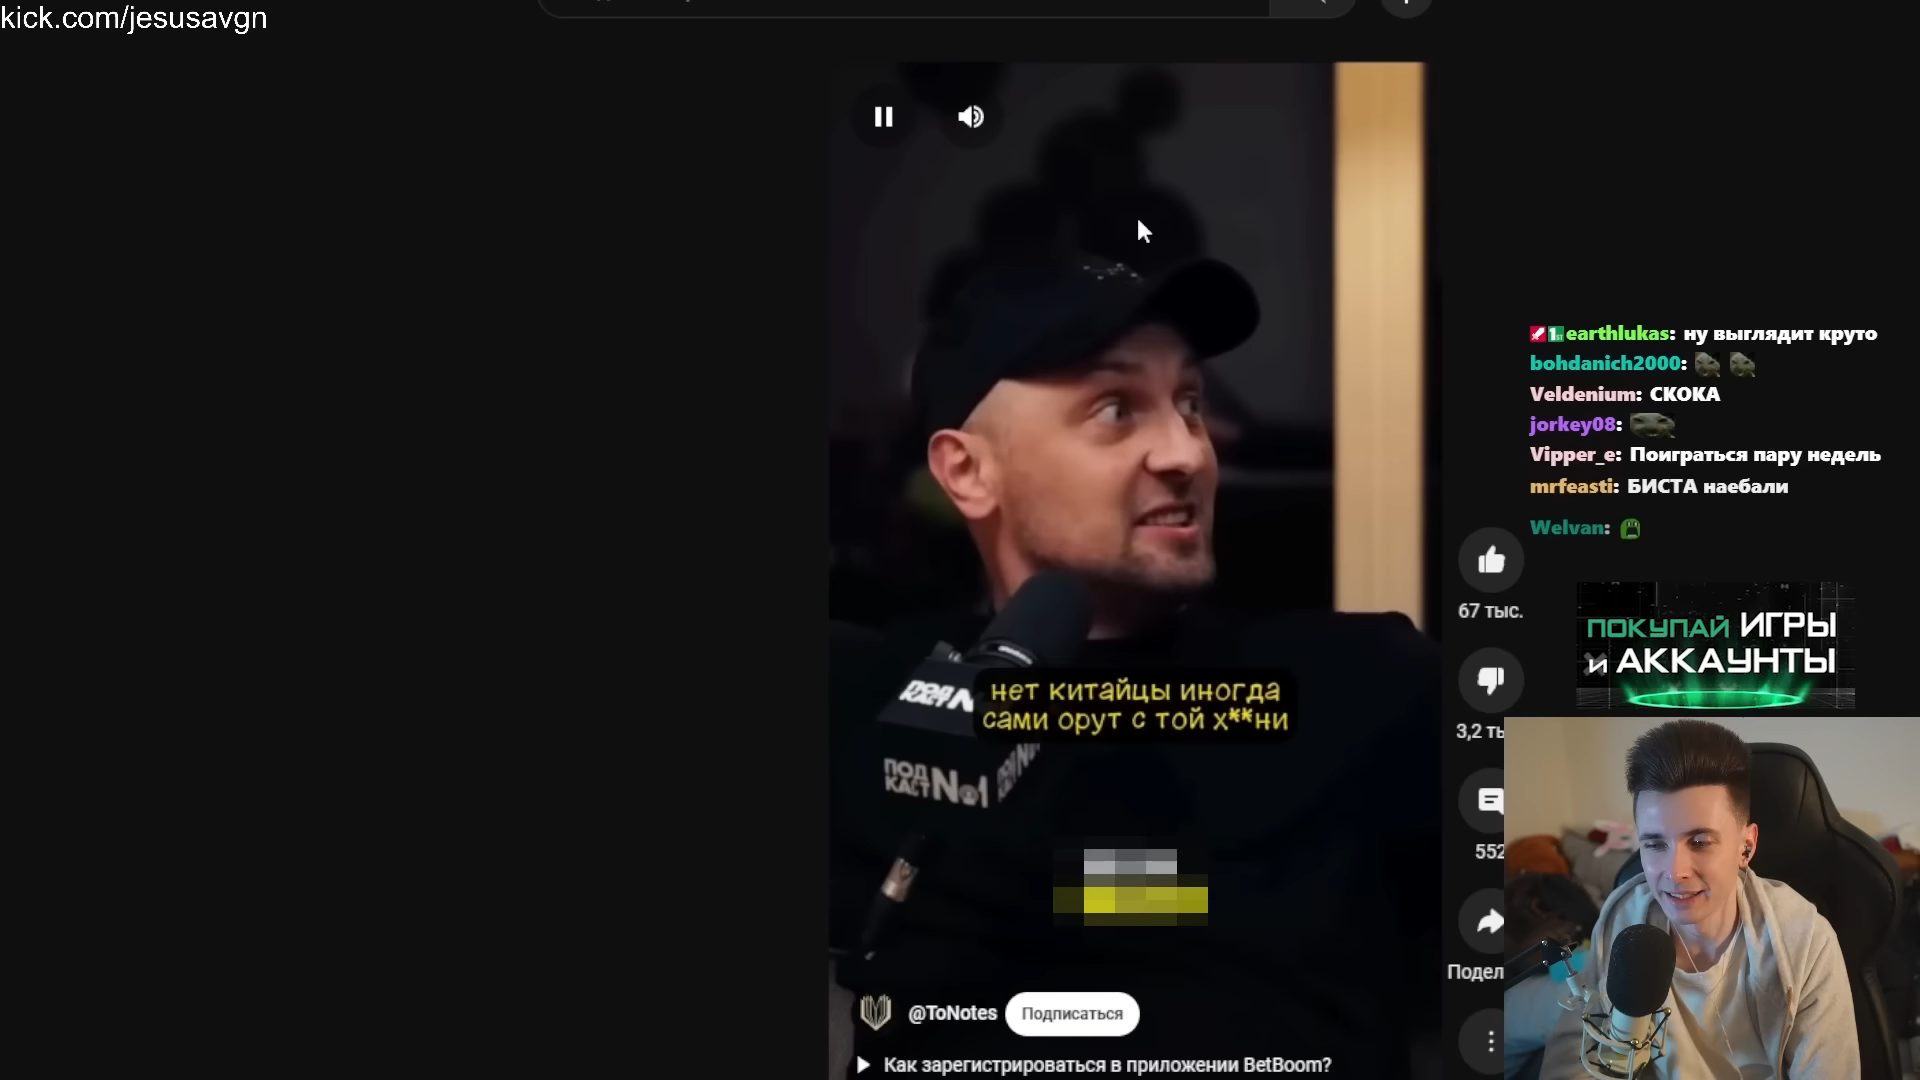 kick.com/jesusavgn
earthlukas: ну выглядит круто
bohdanich2000:
Veldenium: СКОКА
jorkey08:
Vipper_e: Поиграться пару недель
mrfeasti: БИСТА наебали
Welvan:
67 тыс.
ПОКУПАЙ ИГРЫ
и АККАУНТЫ
нет китайцы иногда
сами орут с той х**ни
3,2 ты
ПОДКАСТ №1
552
Подел
@ToNotes
Подписаться
Как зарегистрироваться в приложении BetBoom?